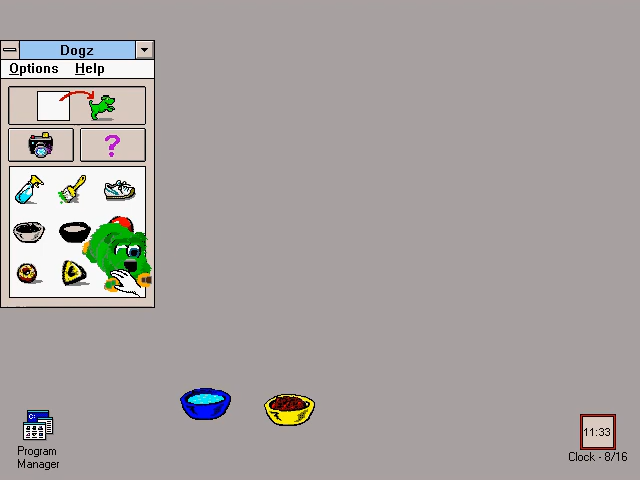 Dogz
Options Help
?
C:\
Program
Manager
11:33
Clock - 8/16